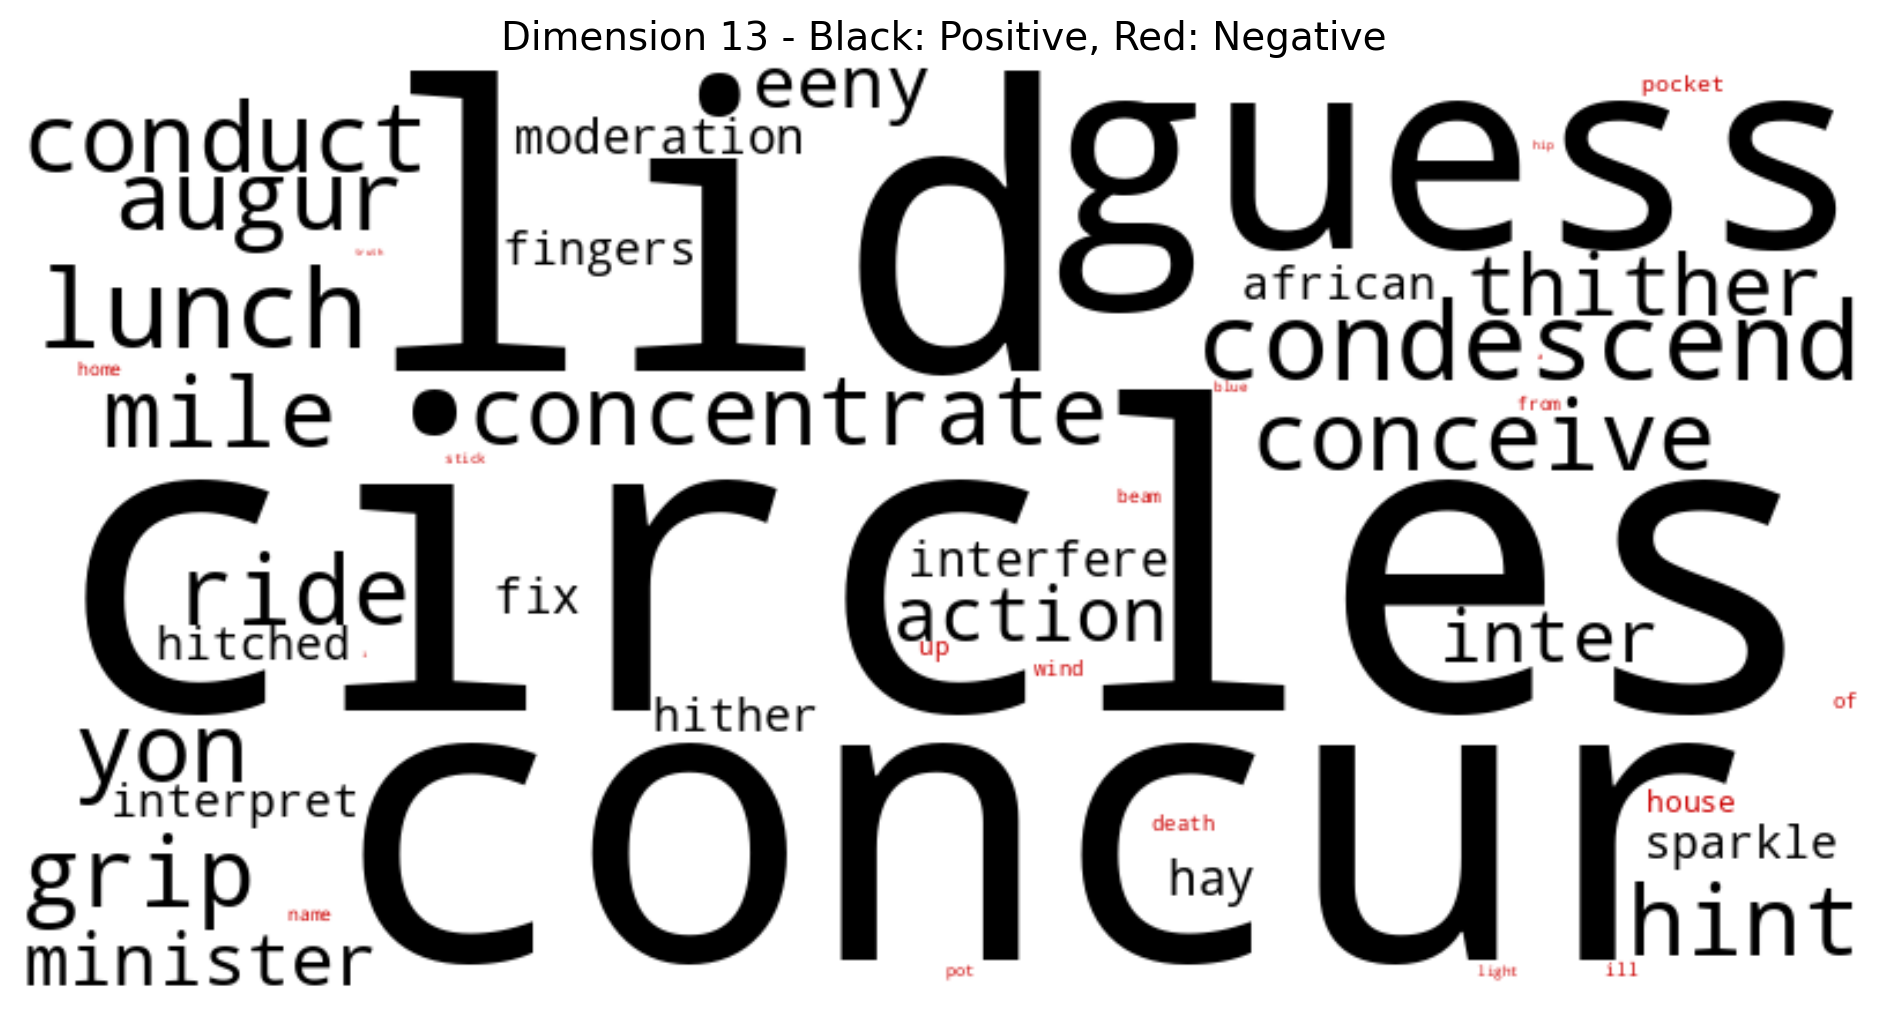 Dimension 13 - Black: Positive, Red: Negative
eeny
pocket
conduct
lid
guess
moderation
hip
augur
fingers
african
thither
lunch
condescend
home
blue
from
mile
concentrate
conceive
stick
beam
circles
ride
fix
interfere
action
inter
hitched
up
wind
of
hither
yon
interpret
concur
house
death
sparkle
grip
hay
hint
name
minister
pot
light
ill